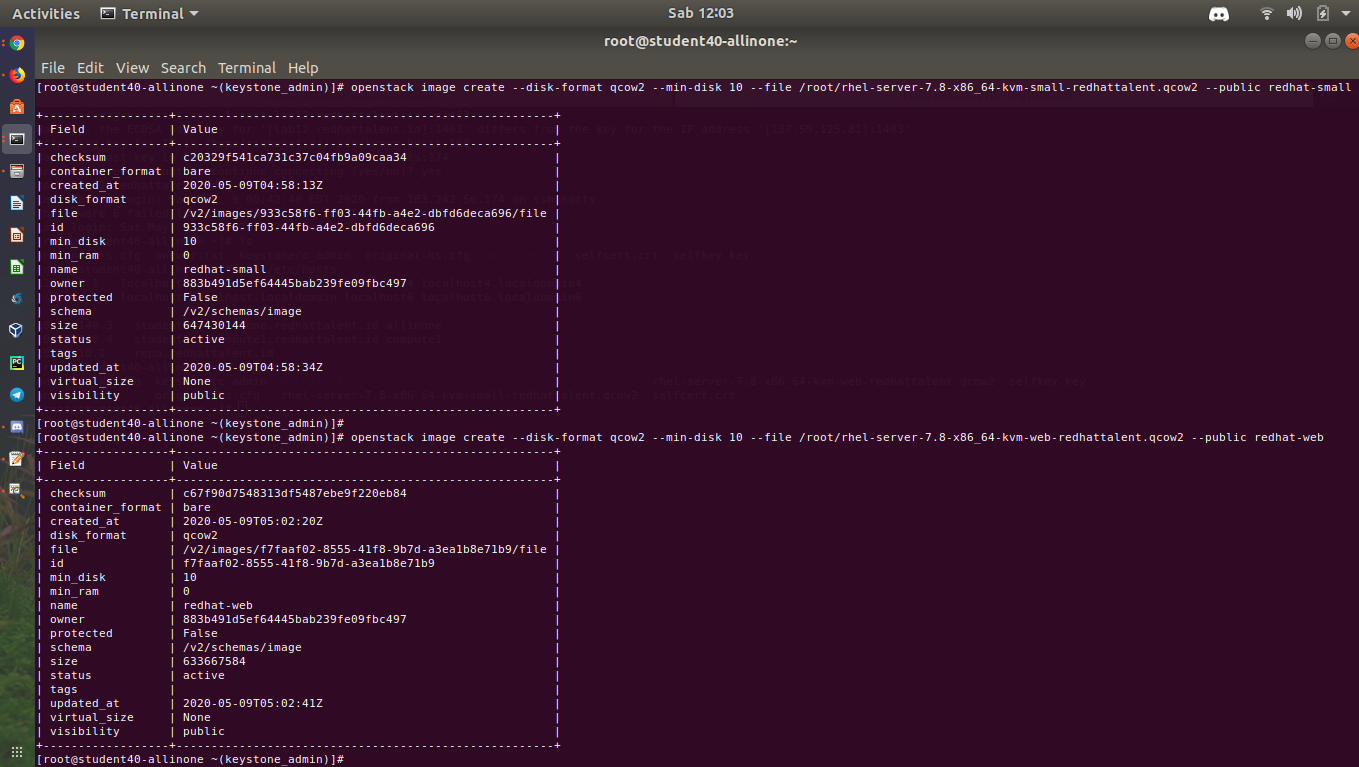 Activities Terminal Sab 12:03
root@student40-allinone:~
File Edit View Search Terminal Help
[root@student40-allinone ~(keystone_admin)]# openstack image create --disk-format qcow2 --min-disk 10 --file /root/rhel-server-7.8-x86_64-kvm-small-redhattalent.qcow2 --public redhat-small
+------------------+------------------------------------------------------+
| Field | Value |
+------------------+------------------------------------------------------+
| checksum | c20329f541ca731c37c04fb9a09caa34 |
| container_format | bare |
| created_at | 2020-05-09T04:58:13Z |
| disk_format | qcow2 |
| file | /v2/images/933c58f6-ff03-44fb-a4e2-dbfd6deca696/file |
| id | 933c58f6-ff03-44fb-a4e2-dbfd6deca696 |
| min_disk | 10 |
| min_ram | 0 |
| name | redhat-small |
| owner | 883b491d5ef64445bab239fe09fbc497 |
| protected | False |
| schema | /v2/schemas/image |
| size | 647430144 |
| status | active |
| tags | |
| updated_at | 2020-05-09T04:58:34Z |
| virtual_size | None |
| visibility | public |
+------------------+------------------------------------------------------+
[root@student40-allinone ~(keystone_admin)]#
[root@student40-allinone ~(keystone_admin)]# openstack image create --disk-format qcow2 --min-disk 10 --file /root/rhel-server-7.8-x86_64-kvm-web-redhattalent.qcow2 --public redhat-web
+------------------+------------------------------------------------------+
| Field | Value |
+------------------+------------------------------------------------------+
| checksum | c67f90d7548313df5487ebe9f220eb84 |
| container_format | bare |
| created_at | 2020-05-09T05:02:20Z |
| disk_format | qcow2 |
| file | /v2/images/f7faaf02-8555-41f8-9b7d-a3ea1b8e71b9/file |
| id | f7faaf02-8555-41f8-9b7d-a3ea1b8e71b9 |
| min_disk | 10 |
| min_ram | 0 |
| name | redhat-web |
| owner | 883b491d5ef64445bab239fe09fbc497 |
| protected | False |
| schema | /v2/schemas/image |
| size | 633667584 |
| status | active |
| tags | |
| updated_at | 2020-05-09T05:02:41Z |
| virtual_size | None |
| visibility | public |
+------------------+------------------------------------------------------+
[root@student40-allinone ~(keystone_admin)]#